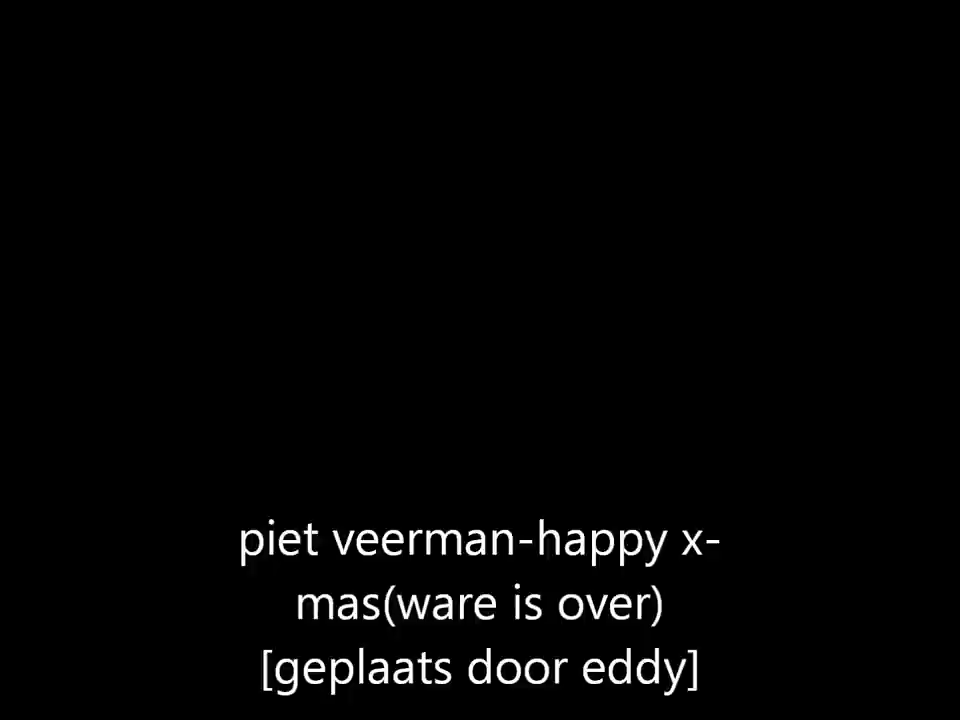 piet veerman-happy x-
mas(ware is over)
[geplaats door eddy]